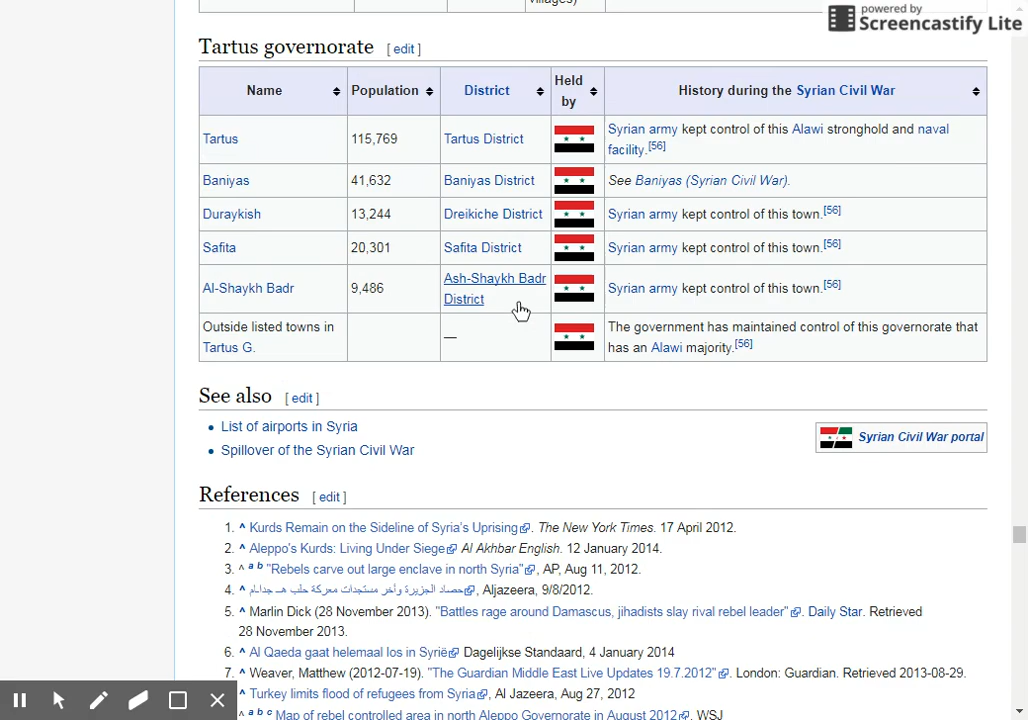 villages)
powered by
Screencastify Lite
Tartus governorate [ edit ]
Name Population District Held by History during the Syrian Civil War
Tartus 115,769 Tartus District Syrian army kept control of this Alawi stronghold and naval
facility.[56]
Baniyas 41,632 Baniyas District See Baniyas (Syrian Civil War).
Duraykish 13,244 Dreikiche District Syrian army kept control of this town.[56]
Safita 20,301 Safita District Syrian army kept control of this town.[56]
Al-Shaykh Badr 9,486 Ash-Shaykh Badr District Syrian army kept control of this town.[56]
Outside listed towns in Tartus G. — The government has maintained control of this governorate that
has an Alawi majority.[56]
See also [ edit ]
• List of airports in Syria
• Spillover of the Syrian Civil War
Syrian Civil War portal
References [ edit ]
1. ^ Kurds Remain on the Sideline of Syria's Uprising. The New York Times. 17 April 2012.
2. ^ Aleppo's Kurds: Living Under Siege Al Akhbar English. 12 January 2014.
3. ^ a b "Rebels carve out large enclave in north Syria", AP, Aug 11, 2012.
4. ^ حصاد الجزيرة وآخر مستجدات معركة حلب هــ جدا.ـام, Aljazeera, 9/8/2012.
5. ^ Marlin Dick (28 November 2013). "Battles rage around Damascus, jihadists slay rival rebel leader". Daily Star. Retrieved
28 November 2013.
6. ^ Al Qaeda gaat helemaal los in Syrië Dagelijkse Standaard, 4 January 2014
7. ^ Weaver, Matthew (2012-07-19). "The Guardian Middle East Live Updates 19.7.2012". London: Guardian. Retrieved 2013-08-29.
^ Turkey limits flood of refugees from Syria, Al Jazeera, Aug 27, 2012
^ a b c Map of rebel controlled area in north Aleppo Governorate in August 2012. WSJ